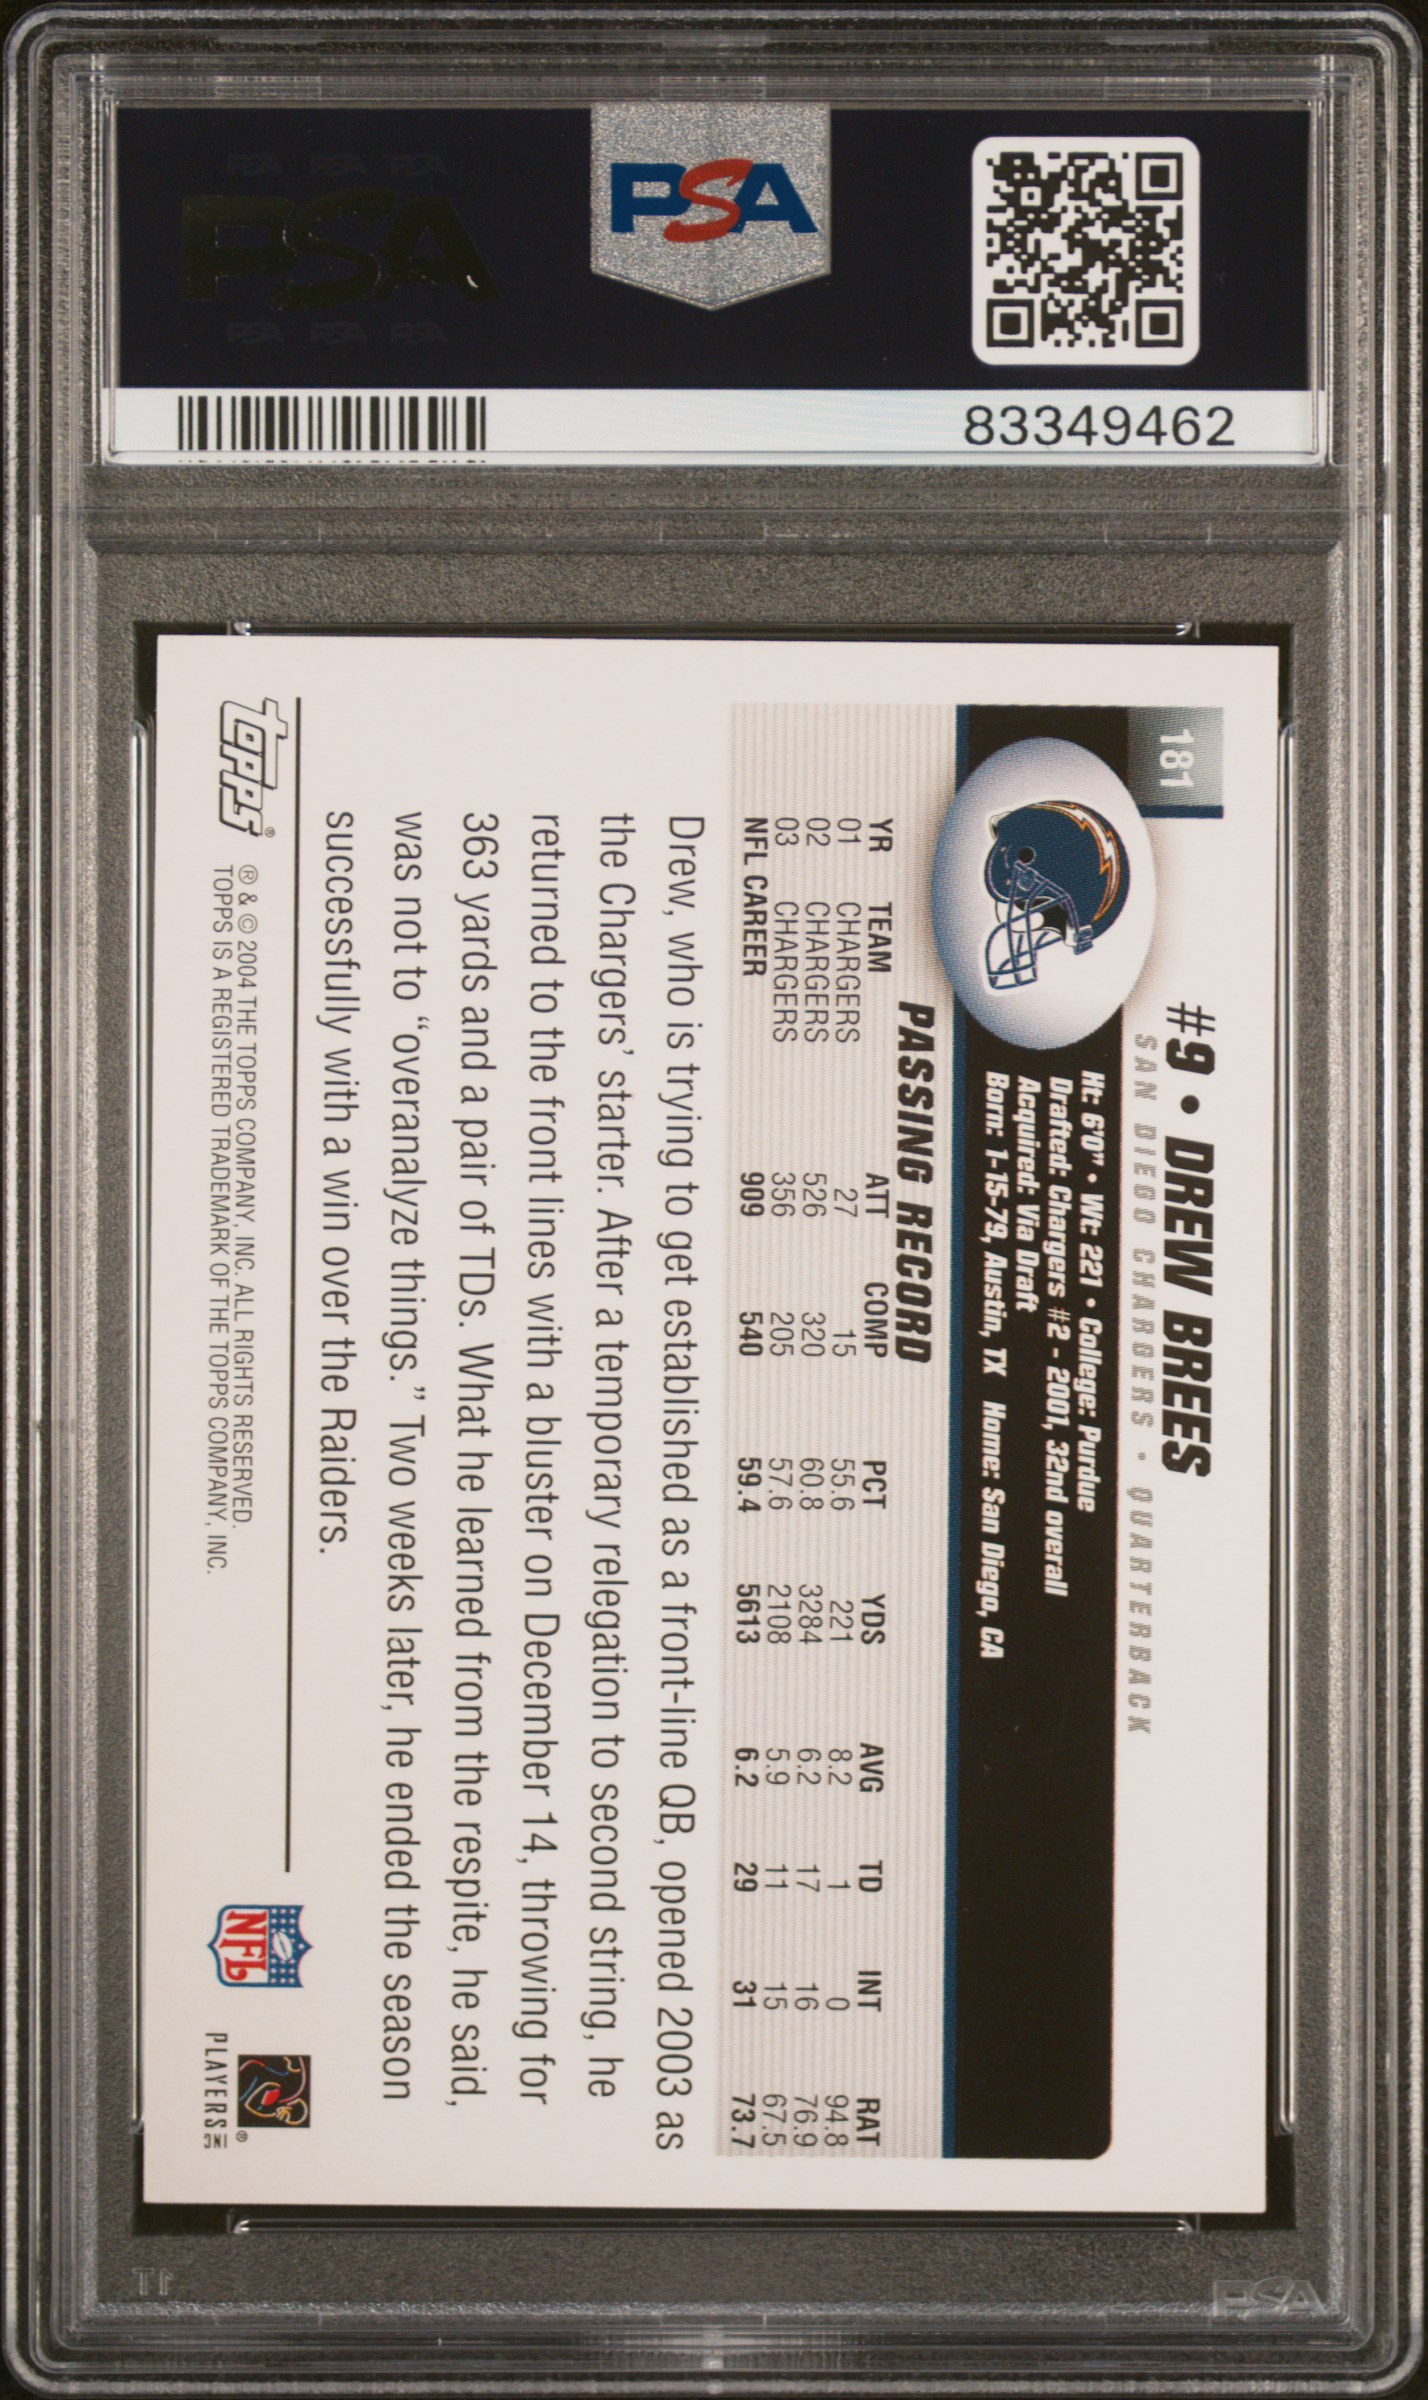 PSA PSA PSA
PSA
PSA PSA PSA
PSA
83349462
181
#9 • DREW BREES
SAN DIEGO CHARGERS • QUARTERBACK
Ht: 6'0" • Wt: 221 • College: Purdue
Drafted: Chargers #2 - 2001, 32nd overall
Acquired: Via Draft
Born: 1-15-79, Austin, TX Home: San Diego, CA
PASSING RECORD
YR TEAM ATT COMP PCT YDS AVG TD INT RAT
01 CHARGERS 27 15 55.6 221 8.2 1 0 94.8
02 CHARGERS 526 320 60.8 3284 6.2 17 16 76.9
03 CHARGERS 356 205 57.6 2108 5.9 11 15 67.5
NFL CAREER 909 540 59.4 5613 6.2 29 31 73.7
Drew, who is trying to get established as a front-line QB, opened 2003 as
the Chargers' starter. After a temporary relegation to second string, he
returned to the front lines with a bluster on December 14, throwing for
363 yards and a pair of TDs. What he learned from the respite, he said,
was not to “overanalyze things.” Two weeks later, he ended the season
successfully with a win over the Raiders.
topps®
® & © 2004 THE TOPPS COMPANY, INC. ALL RIGHTS RESERVED.
TOPPS IS A REGISTERED TRADEMARK OF THE TOPPS COMPANY, INC.
NFL
PLAYERS INC®
PSA